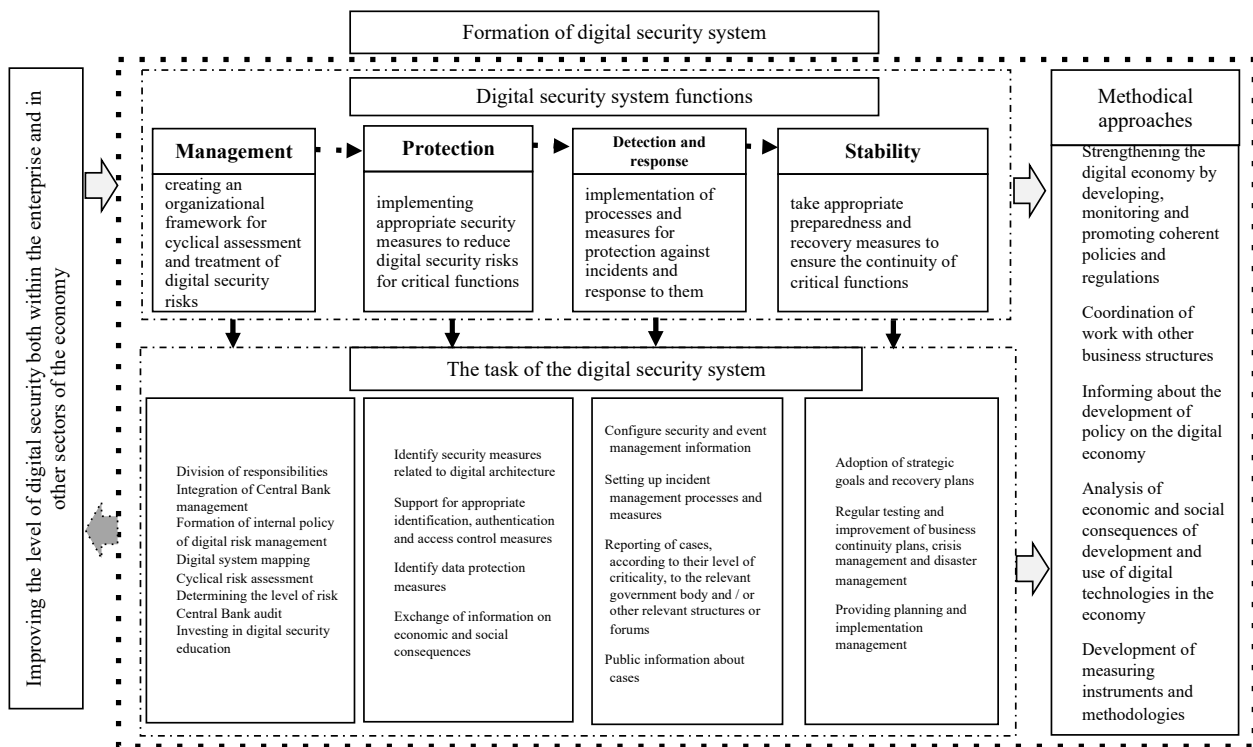 Formation of digital security system
Improving the level of digital security both within the enterprise and in
other sectors of the economy
Digital security system functions
Management
creating an
organizational
framework for
cyclical assessment
and treatment of
digital security
risks
Protection
implementing
appropriate security
measures to reduce
digital security risks
for critical functions
Detection and
response
implementation of
processes and
measures for
protection against
incidents and
response to them
Stability
take appropriate
preparedness and
recovery measures to
ensure the continuity of
critical functions
The task of the digital security system
Division of responsibilities
Integration of Central Bank
management
Formation of internal policy
of digital risk management
Digital system mapping
Cyclical risk assessment
Determining the level of risk
Central Bank audit
Investing in digital security
education
Identify security measures
related to digital architecture
Support for appropriate
identification, authentication
and access control measures
Identify data protection
measures
Exchange of information on
economic and social
consequences
Configure security and event
management information
Setting up incident
management processes and
measures
Reporting of cases,
according to their level of
criticality, to the relevant
government body and / or
other relevant structures or
forums
Public information about
cases
Adoption of strategic
goals and recovery plans
Regular testing and
improvement of business
continuity plans, crisis
management and disaster
management
Providing planning and
implementation
management
Methodical
approaches
Strengthening the
digital economy by
developing,
monitoring and
promoting coherent
policies and
regulations
Coordination of
work with other
business structures
Informing about the
development of
policy on the digital
economy
Analysis of
economic and social
consequences of
development and
use of digital
technologies in the
economy
Development of
measuring
instruments and
methodologies